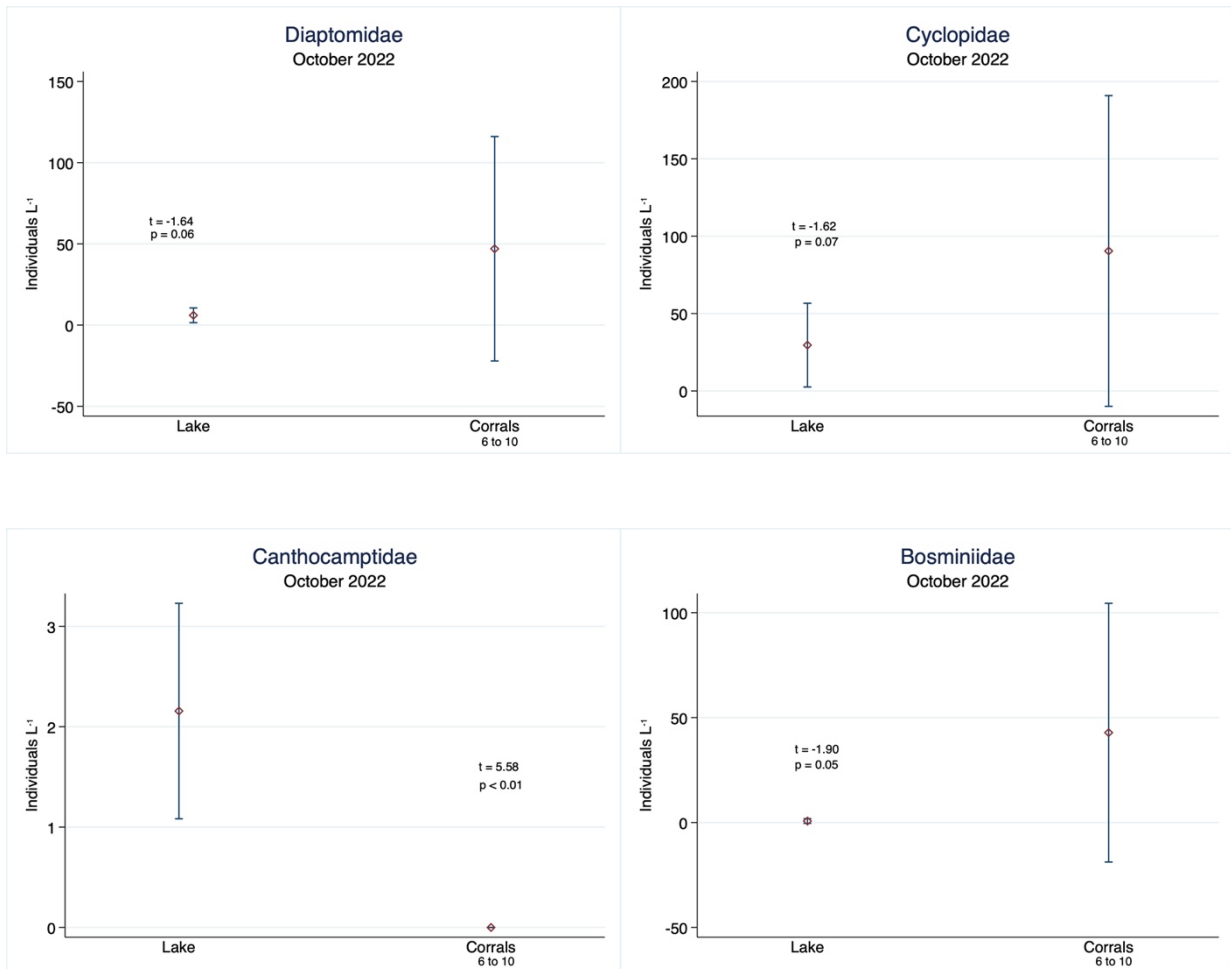 Diaptomidae
October 2022
Individuals L⁻¹
150
100
50
0
-50
t = -1.64
p = 0.06
Lake
Corrals
6 to 10
Cyclopidae
October 2022
Individuals L⁻¹
200
150
100
50
0
t = -1.62
p = 0.07
Lake
Corrals
6 to 10
Canthocamptidae
October 2022
Individuals L⁻¹
3
2
1
0
t = 5.58
p < 0.01
Lake
Corrals
6 to 10
Bosminiidae
October 2022
Individuals L⁻¹
100
50
0
-50
t = -1.90
p = 0.05
Lake
Corrals
6 to 10